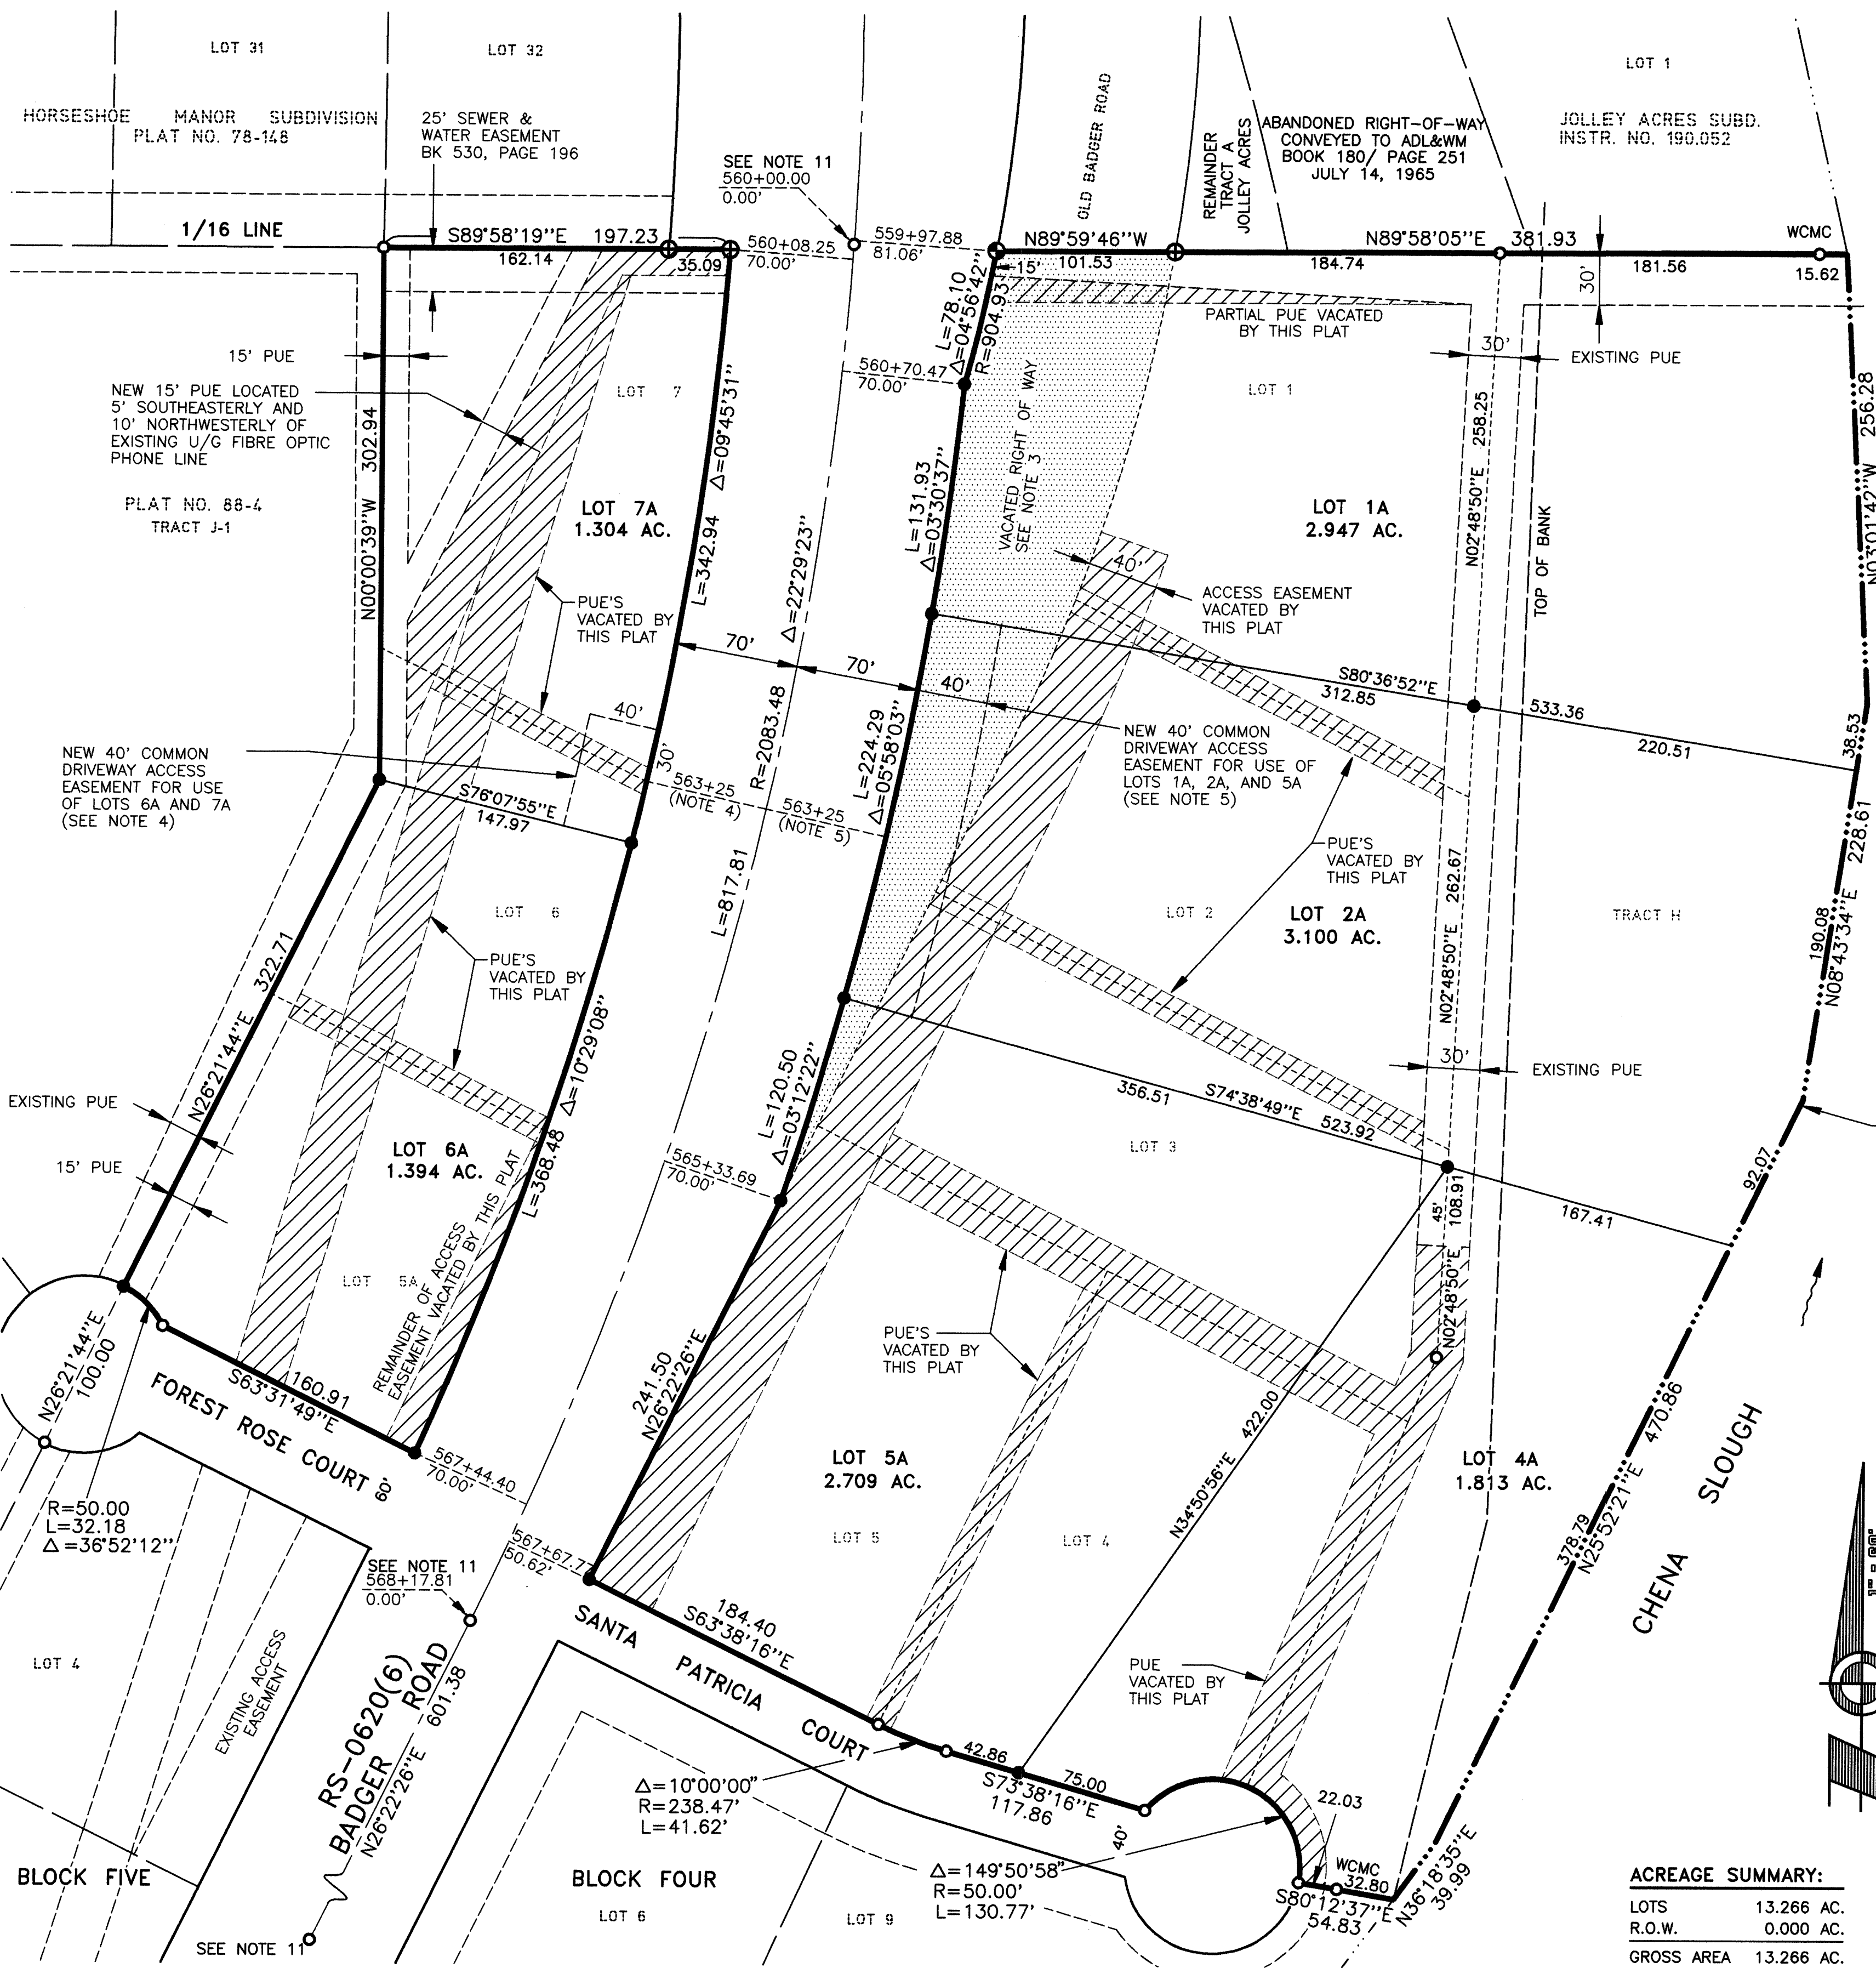 LOT 31
LOT 32
HORSESHOE MANOR SUBDIVISION
PLAT NO. 78-148
25' SEWER &
WATER EASEMENT
BK 530, PAGE 196
SEE NOTE 11
560+00.00
0.00'
OLD BADGER ROAD
REMAINDER
TRACT A
JOLLEY ACRES
ABANDONED RIGHT-OF-WAY
CONVEYED TO ADL&WM
BOOK 180/ PAGE 251
JULY 14, 1965
LOT 1
JOLLEY ACRES SUBD.
INSTR. NO. 190.052
1/16 LINE
S89°58'19"E 197.23
162.14
35.09
560+08.25
70.00'
559+97.88
81.06'
N89°59'46"W
101.53
15'
N89°58'05"E 381.93
184.74
181.56
WCMC
15.62
30'
L=78.10
Δ=04°56'42"
R=904.93
PARTIAL PUE VACATED
BY THIS PLAT
30'
EXISTING PUE
15' PUE
NEW 15' PUE LOCATED
5' SOUTHEASTERLY AND
10' NORTHWESTERLY OF
EXISTING U/G FIBRE OPTIC
PHONE LINE
PLAT NO. 88-4
TRACT J-1
N00°00'39"W 302.94
LOT 7
LOT 7A
1.304 AC.
Δ=09°45'31"
L=342.94
560+70.47
70.00'
L=131.93
Δ=03°30'37"
VACATED RIGHT OF WAY
SEE NOTE 3
LOT 1
LOT 1A
2.947 AC.
N02°48'50"E 258.25
TOP OF BANK
N03°01'42"W 256.28
PUE'S
VACATED BY
THIS PLAT
Δ=22°29'23"
R=2083.48
L=817.81
70'
70'
40'
40'
ACCESS EASEMENT
VACATED BY
THIS PLAT
S80°36'52"E
312.85
533.36
220.51
38.53
40'
30'
NEW 40' COMMON
DRIVEWAY ACCESS
EASEMENT FOR USE
OF LOTS 6A AND 7A
(SEE NOTE 4)
S76°07'55"E
147.97
563+25
(NOTE 4)
563+25
(NOTE 5)
L=224.29
Δ=05°58'03"
NEW 40' COMMON
DRIVEWAY ACCESS
EASEMENT FOR USE OF
LOTS 1A, 2A, AND 5A
(SEE NOTE 5)
PUE'S
VACATED BY
THIS PLAT
LOT 2
LOT 2A
3.100 AC.
N02°48'50"E 262.67
TRACT H
228.61
190.08
N08°43'34"E
LOT 6
PUE'S
VACATED BY
THIS PLAT
N26°21'44"E 322.71
EXISTING PUE
15' PUE
LOT 6A
1.394 AC.
Δ=10°29'08"
L=368.48
L=120.50
Δ=03°12'22"
565+33.69
70.00'
30'
EXISTING PUE
356.51
S74°38'49"E
523.92
167.41
LOT 3
45'
108.91
N02°48'50"E
92.07
LOT 5A
REMAINDER OF ACCESS
EASEMENT VACATED BY THIS PLAT
N26°21'44"E
100.00
160.91
S63°31'49"E
FOREST ROSE COURT
60'
R=50.00
L=32.18
Δ=36°52'12"
567+44.40
70.00'
241.50
N26°22'26"E
PUE'S
VACATED BY
THIS PLAT
422.00
N34°50'56"E
LOT 5A
2.709 AC.
LOT 5
LOT 4
LOT 4A
1.813 AC.
470.86
378.79
N25°52'21"E
CHENA SLOUGH
1" = 60'
SEE NOTE 11
568+17.81
0.00'
50.62'
LOT 4
EXISTING ACCESS
EASEMENT
RS-0620(6)
BADGER ROAD
N26°22'26"E 601.38
184.40
S63°38'16"E
SANTA PATRICIA COURT
PUE
VACATED BY
THIS PLAT
42.86
75.00
S73°38'16"E
117.86
40'
Δ=10°00'00"
R=238.47'
L=41.62'
Δ=149°50'58"
R=50.00'
L=130.77'
22.03
WCMC
32.80
S80°12'37"E
54.83
N36°18'35"E
39.99
BLOCK FIVE
BLOCK FOUR
LOT 6
LOT 9
SEE NOTE 11
ACREAGE SUMMARY:
LOTS 13.266 AC.
R.O.W. 0.000 AC.
GROSS AREA 13.266 AC.